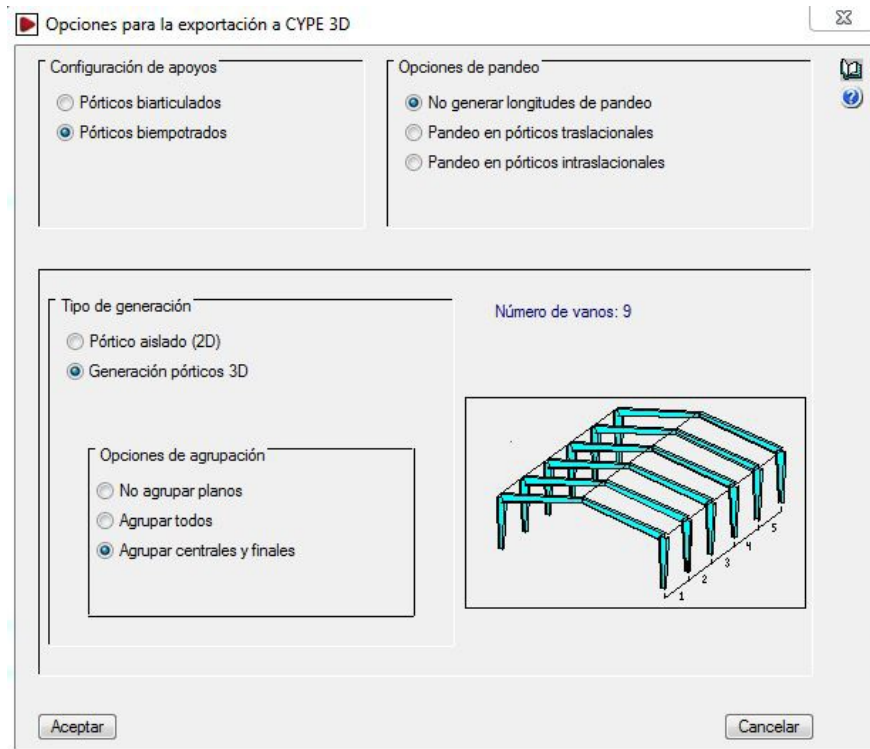 Opciones para la exportación a CYPE 3D
Configuración de apoyos
Pórticos biarticulados
Pórticos biempotrados
Opciones de pandeo
No generar longitudes de pandeo
Pandeo en pórticos traslacionales
Pandeo en pórticos intraslacionales
Tipo de generación
Pórtico aislado (2D)
Generación pórticos 3D
Opciones de agrupación
No agrupar planos
Agrupar todos
Agrupar centrales y finales
Número de vanos: 9
1
2
3
4
5
Aceptar
Cancelar